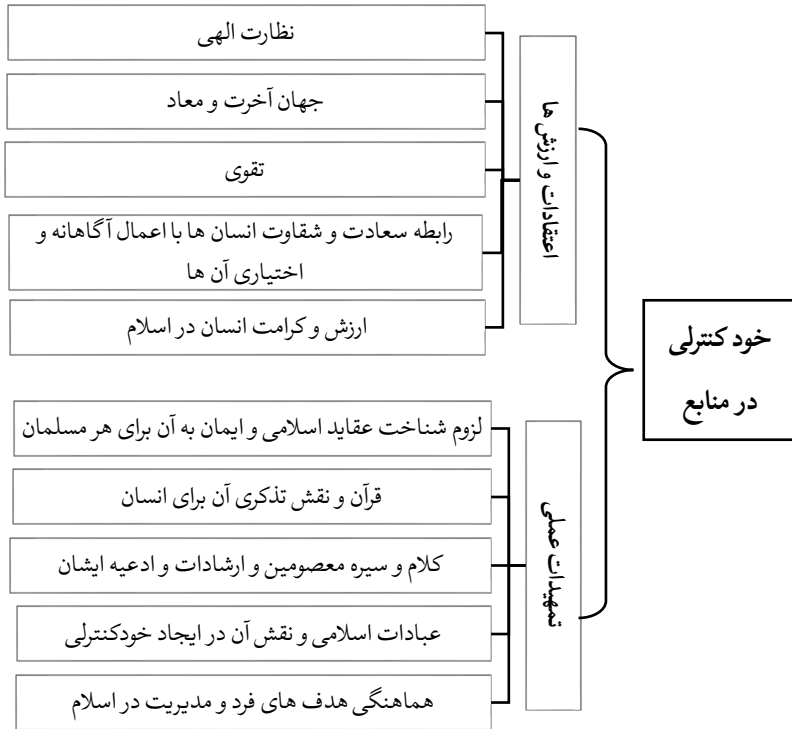 خود کنترلی
در منابع
اعتقادات و ارزش ها
نظارت الهی
جهان آخرت و معاد
تقوی
رابطه سعادت و شقاوت انسان ها با اعمال آگاهانه و
اختیاری آن ها
ارزش و کرامت انسان در اسلام
تمهیدات عملی
لزوم شناخت عقاید اسلامی و ایمان به آن برای هر مسلمان
قرآن و نقش تذکری آن برای انسان
کلام و سیره معصومین و ارشادات و ادعیه ایشان
عبادات اسلامی و نقش آن در ایجاد خودکنترلی
هماهنگی هدف های فرد و مدیریت در اسلام